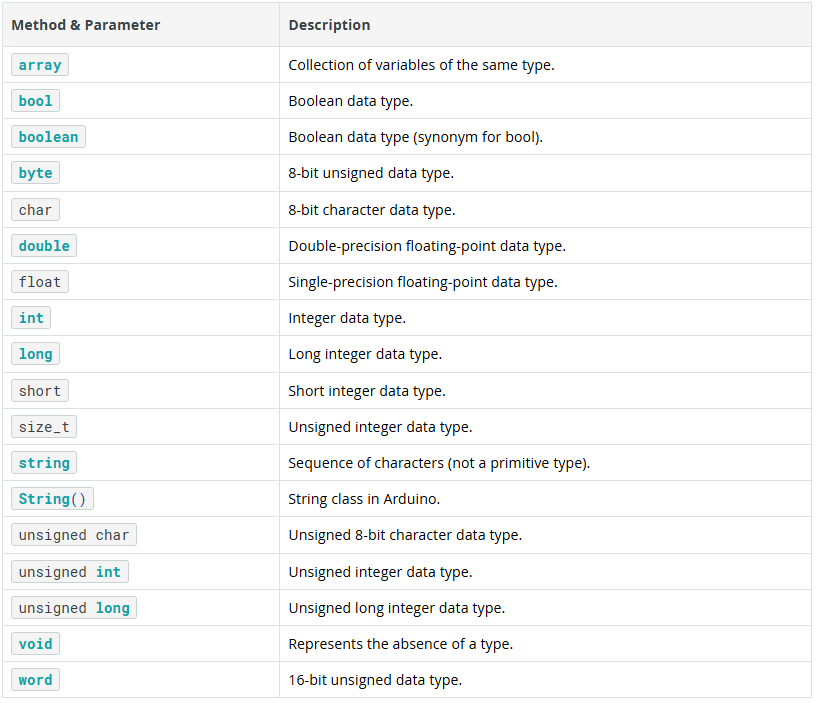 Method & Parameter Description
array Collection of variables of the same type.
bool Boolean data type.
boolean Boolean data type (synonym for bool).
byte 8-bit unsigned data type.
char 8-bit character data type.
double Double-precision floating-point data type.
float Single-precision floating-point data type.
int Integer data type.
long Long integer data type.
short Short integer data type.
size_t Unsigned integer data type.
string Sequence of characters (not a primitive type).
String() String class in Arduino.
unsigned char Unsigned 8-bit character data type.
unsigned int Unsigned integer data type.
unsigned long Unsigned long integer data type.
void Represents the absence of a type.
word 16-bit unsigned data type.